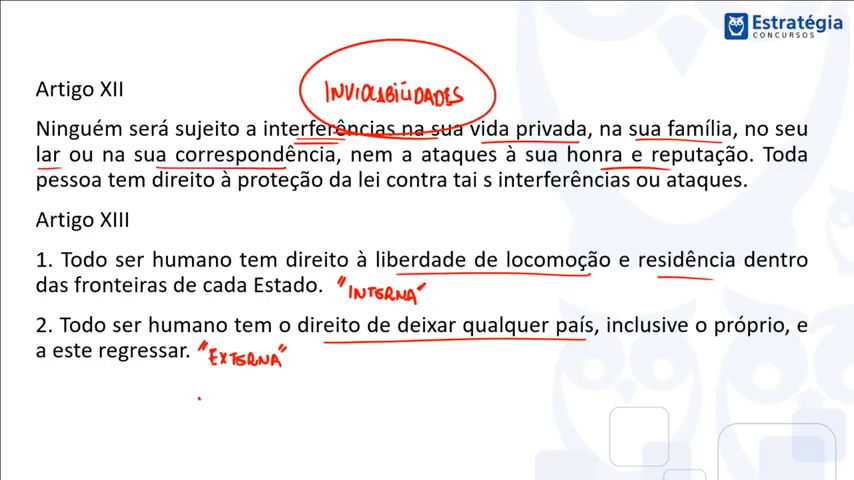 Estratégia
CONCURSOS
INVIOLABILIDADES
Artigo XII
Ninguém será sujeito a interferências na sua vida privada, na sua família, no seu
lar ou na sua correspondência, nem a ataques à sua honra e reputação. Toda
pessoa tem direito à proteção da lei contra tai s interferências ou ataques.
Artigo XIII
1. Todo ser humano tem direito à liberdade de locomoção e residência dentro
das fronteiras de cada Estado. "INTERNA"
2. Todo ser humano tem o direito de deixar qualquer país, inclusive o próprio, e
a este regressar. "EXTERNA"